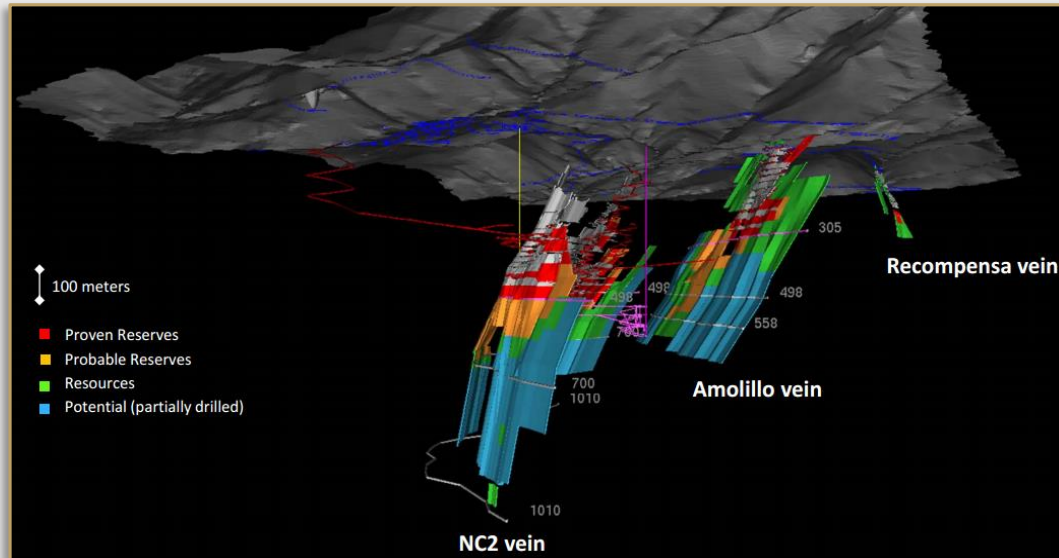 305
Recompensa vein
498
498
498
558
700
100 meters
Proven Reserves
Probable Reserves
Resources
Potential (partially drilled)
700
1010
Amolillo vein
1010
NC2 vein